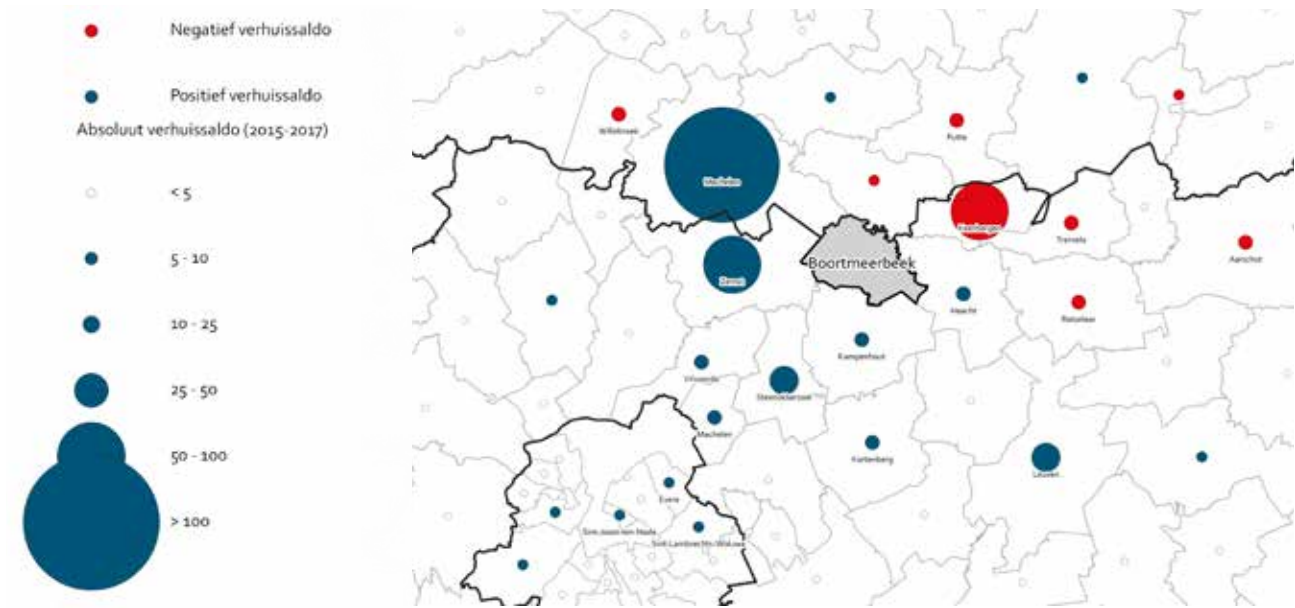 Negatief verhuissaldo
Positief verhuissaldo
Absoluut verhuissaldo (2015-2017)
< 5
5 - 10
10 - 25
25 - 50
50 - 100
> 100
Willebroek
Putte
Mechelen
Keerbergen
Tremelo
Aarschot
Boortmeerbeek
Zemst
Haacht
Rotselaar
Kampenhout
Vilvoorde
Steenokkerzeel
Machelen
Kortenberg
Leuven
Evere
Sint-Joost-ten-Node
Sint-Lambrechts-Woluwe